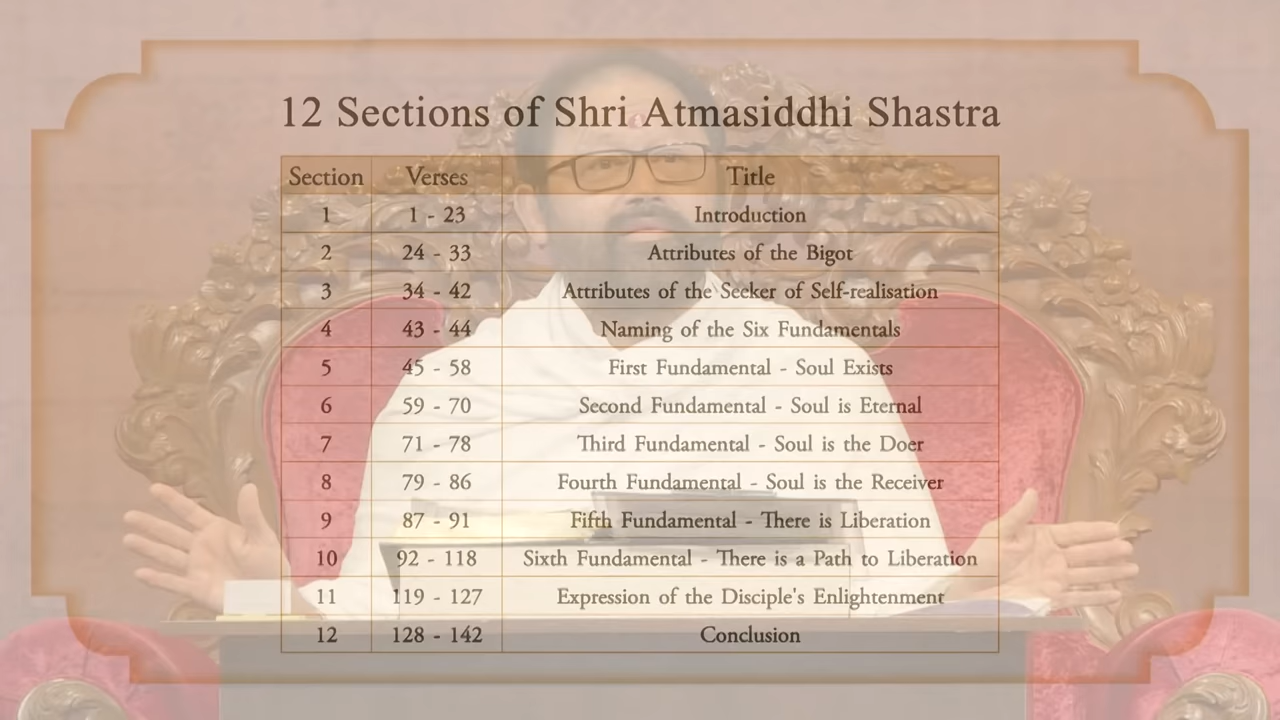 12 Sections of Shri Atmasiddhi Shastra
Section Verses Title
1 1 - 23 Introduction
2 24 - 33 Attributes of the Bigot
3 34 - 42 Attributes of the Seeker of Self-realisation
4 43 - 44 Naming of the Six Fundamentals
5 45 - 58 First Fundamental - Soul Exists
6 59 - 70 Second Fundamental - Soul is Eternal
7 71 - 78 Third Fundamental - Soul is the Doer
8 79 - 86 Fourth Fundamental - Soul is the Receiver
9 87 - 91 Fifth Fundamental - There is Liberation
10 92 - 118 Sixth Fundamental - There is a Path to Liberation
11 119 - 127 Expression of the Disciple's Enlightenment
12 128 - 142 Conclusion